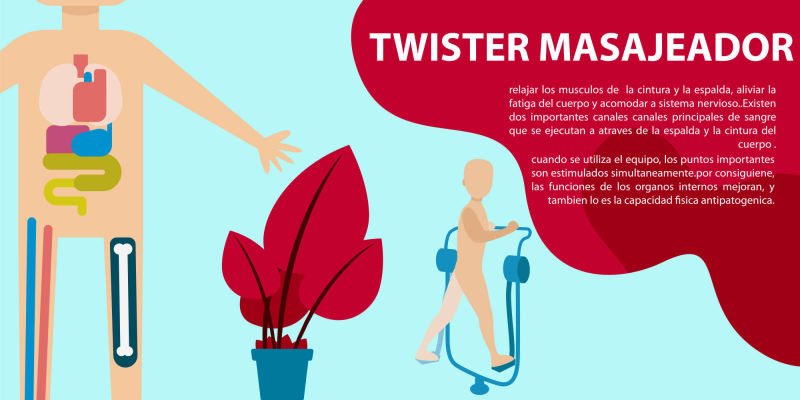 TWISTER MASAJEADOR
relajar los musculos de la cintura y la espalda, aliviar la
fatiga del cuerpo y acomodar a sistema nervioso..Existen
dos importantes canales canales principales de sangre
que se ejecutan a atraves de la espalda y la cintura del
cuerpo .
cuando se utiliza el equipo, los puntos importantes
son estimulados simultaneamente.por consiguiene,
las funciones de los organos internos mejoran, y
tambien lo es la capacidad fisica antipatogenica.